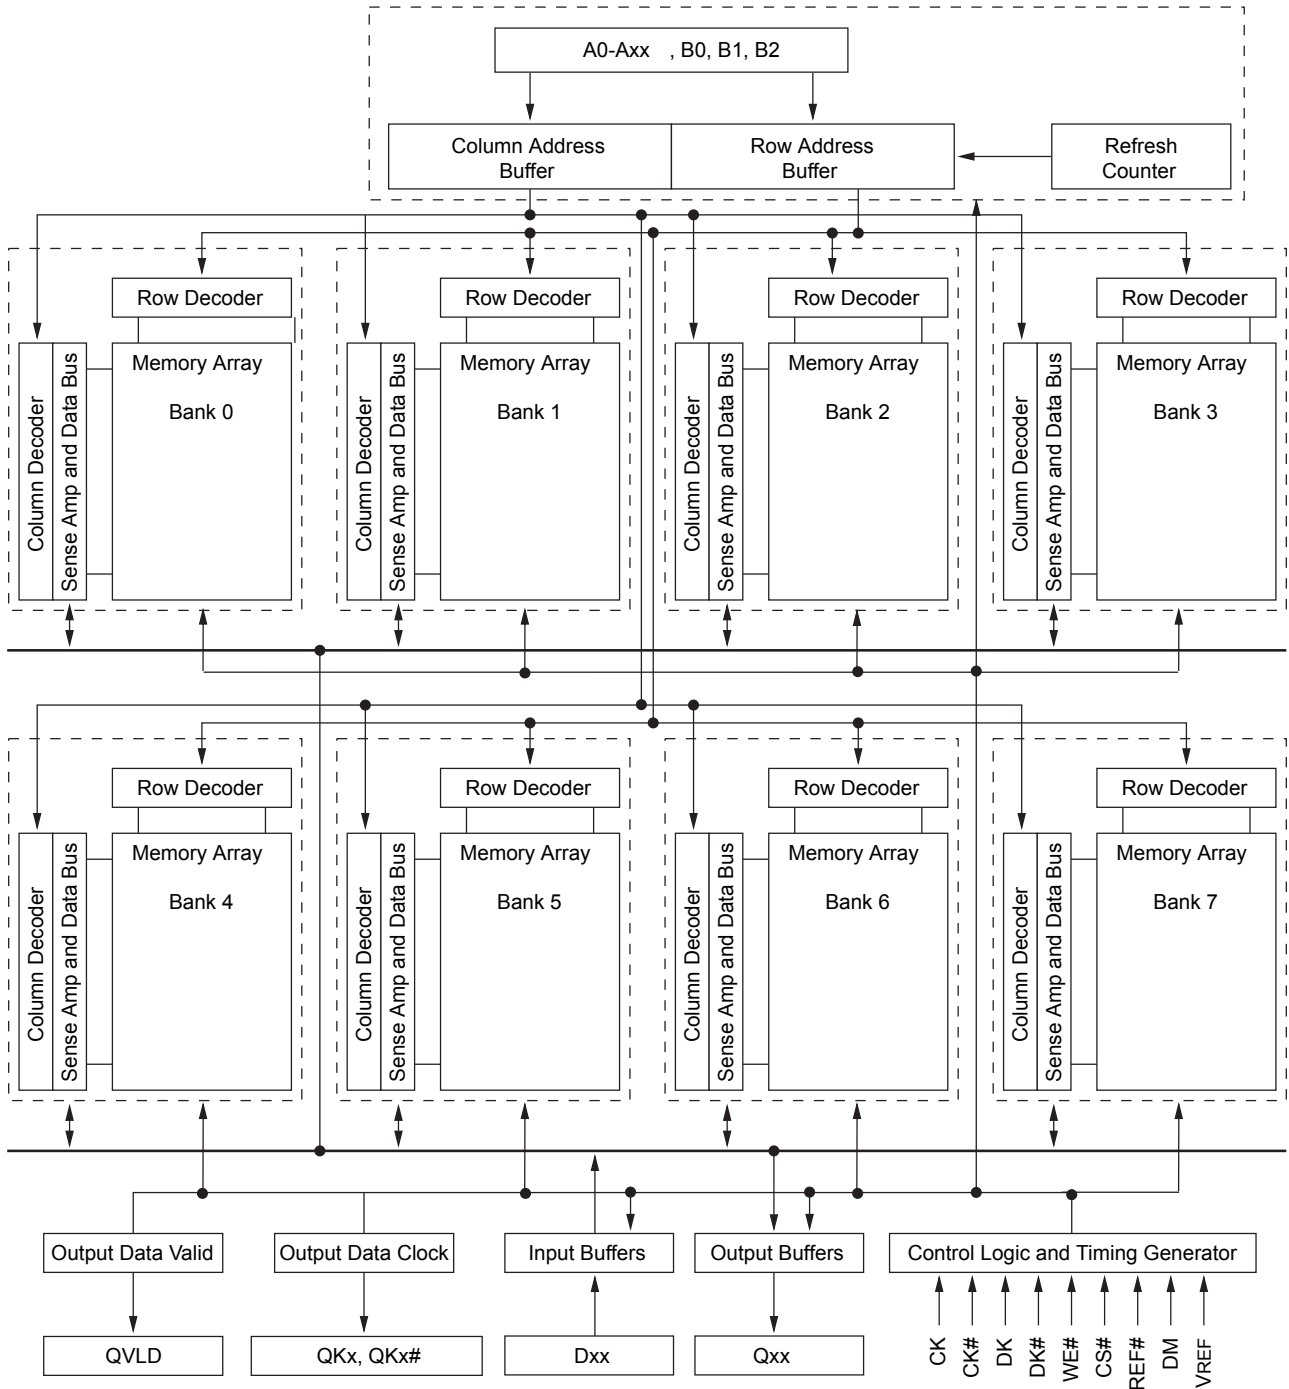 A0-Axx , B0, B1, B2
Column Address
Buffer
Row Address
Buffer
Refresh
Counter
Row Decoder
Row Decoder
Row Decoder
Row Decoder
Column Decoder
Sense Amp and Data Bus
Memory Array
Bank 0
Column Decoder
Sense Amp and Data Bus
Memory Array
Bank 1
Column Decoder
Sense Amp and Data Bus
Memory Array
Bank 2
Column Decoder
Sense Amp and Data Bus
Memory Array
Bank 3
Row Decoder
Row Decoder
Row Decoder
Row Decoder
Column Decoder
Sense Amp and Data Bus
Memory Array
Bank 4
Column Decoder
Sense Amp and Data Bus
Memory Array
Bank 5
Column Decoder
Sense Amp and Data Bus
Memory Array
Bank 6
Column Decoder
Sense Amp and Data Bus
Memory Array
Bank 7
Output Data Valid
Output Data Clock
Input Buffers
Output Buffers
Control Logic and Timing Generator
QVLD
QKx, QKx#
Dxx
Qxx
CK
CK#
DK
DK#
WE#
CS#
REF#
DM
VREF